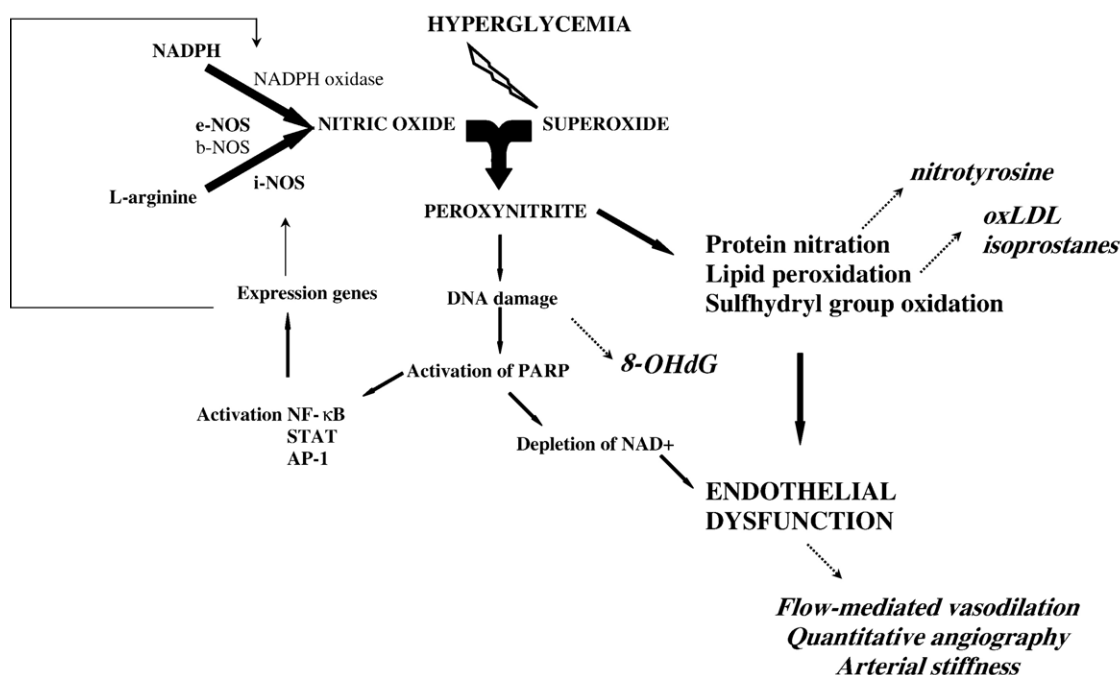 HYPERGLYCEMIA
NADPH
NADPH oxidase
e-NOS
b-NOS
NITRIC OXIDE
SUPEROXIDE
L-arginine
i-NOS
PEROXYNITRITE
nitrotyrosine
oxLDL
isoprostanes
Protein nitration
Lipid peroxidation
Sulfhydryl group oxidation
Expression genes
DNA damage
8-OHdG
Activation of PARP
Activation NF- κB
STAT
AP-1
Depletion of NAD+
ENDOTHELIAL
DYSFUNCTION
Flow-mediated vasodilation
Quantitative angiography
Arterial stiffness